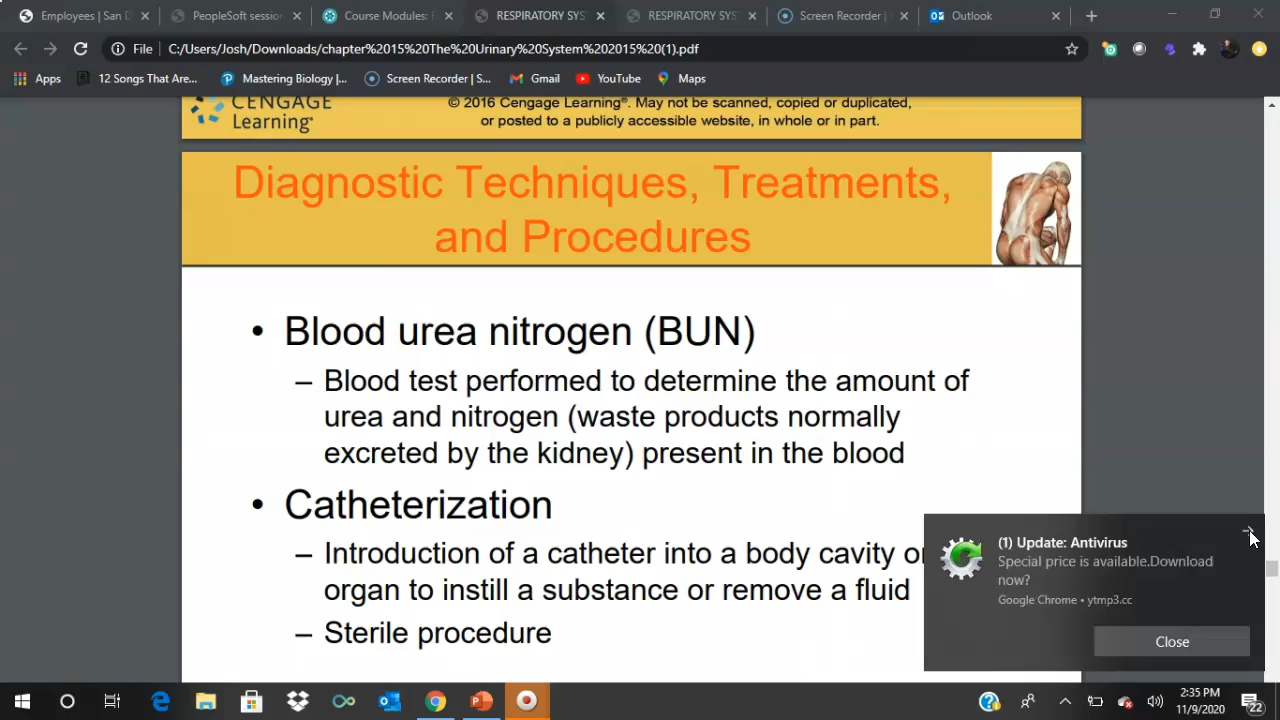 Employees | San D
PeopleSoft sessio
Course Modules: F
RESPIRATORY SYS
RESPIRATORY SYS
Screen Recorder |
Outlook
File | C:/Users/Josh/Downloads/chapter%2015%20The%20Urinary%20System%202015%20(1).pdf
Apps
12 Songs That Are...
Mastering Biology |...
Screen Recorder | S...
Gmail
YouTube
Maps
CENGAGE
Learning®
© 2016 Cengage Learning®. May not be scanned, copied or duplicated,
or posted to a publicly accessible website, in whole or in part.
Diagnostic Techniques, Treatments,
and Procedures
• Blood urea nitrogen (BUN)
– Blood test performed to determine the amount of
urea and nitrogen (waste products normally
excreted by the kidney) present in the blood
• Catheterization
– Introduction of a catheter into a body cavity or
organ to instill a substance or remove a fluid
– Sterile procedure
(1) Update: Antivirus
Special price is available.Download
now?
Google Chrome • ytmp3.cc
Close
2:35 PM
11/9/2020
22